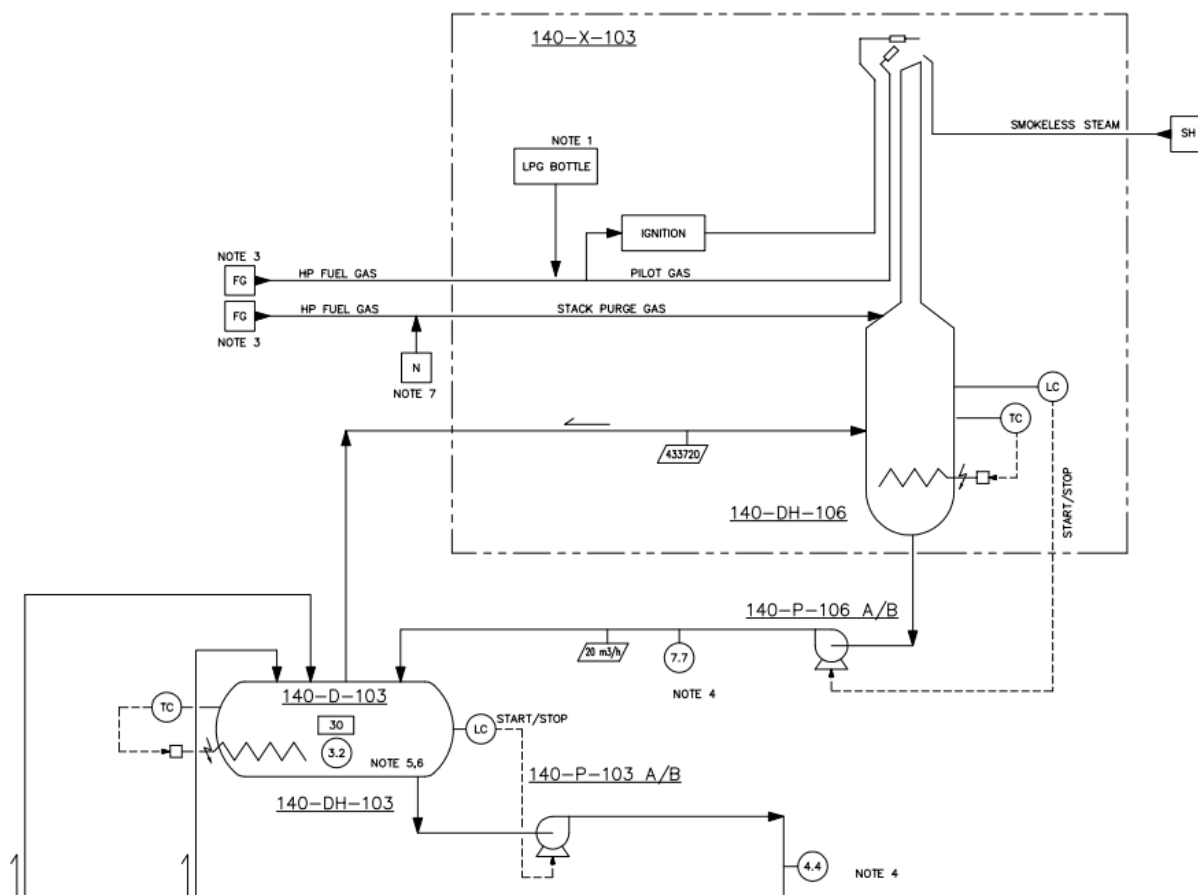 140-X-103
SMOKELESS STEAM
SH
NOTE 1
LPG BOTTLE
IGNITION
NOTE 3
FG
HP FUEL GAS
PILOT GAS
FG
HP FUEL GAS
STACK PURGE GAS
NOTE 3
N
NOTE 7
LC
TC
433720
START/STOP
140-DH-106
140-P-106 A/B
20 m3/h
7.7
NOTE 4
140-D-103
TC
30
3.2
LC
START/STOP
NOTE 5,6
140-P-103 A/B
140-DH-103
4.4
NOTE 4